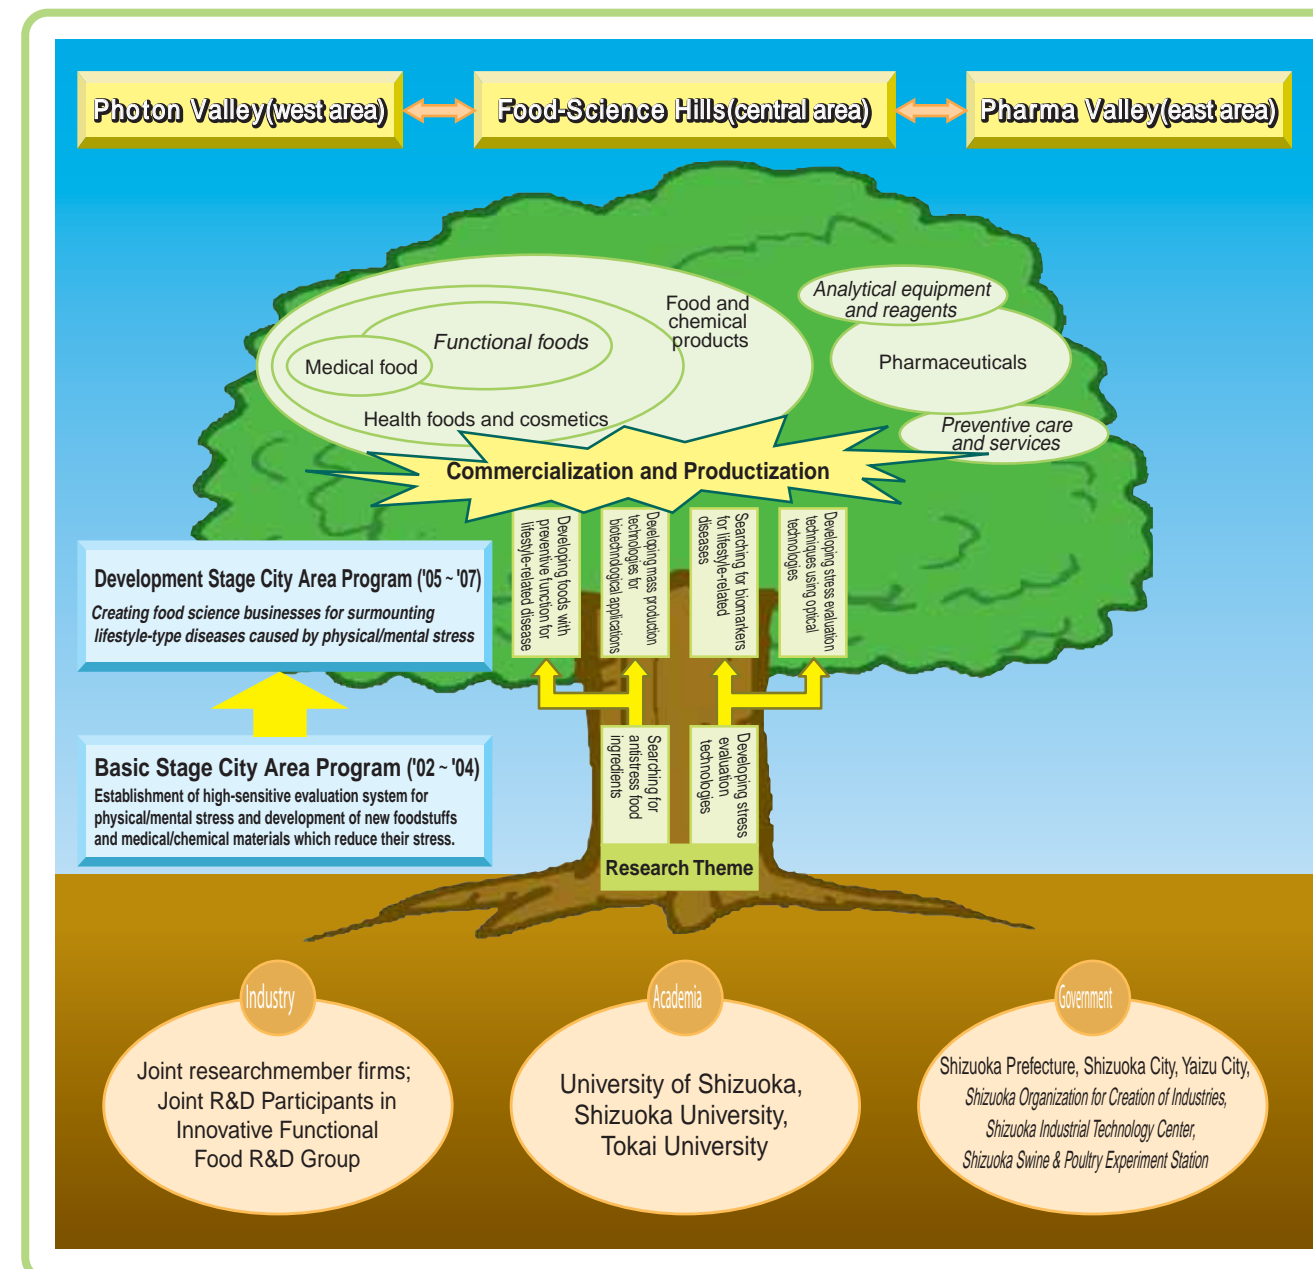 Photon Valley(west area)
Food-Science Hills(central area)
Pharma Valley(east area)
Food and
chemical
products
Functional foods
Medical food
Health foods and cosmetics
Analytical equipment
and reagents
Pharmaceuticals
Preventive care
and services
Commercialization and Productization
Developing foods with
preventive function for
lifestyle-related disease
Developing mass production
technologies for
biotechnological applications
Searching for biomarkers
for lifestyle-related
diseases
Developing stress evaluation
techniques using optical
technologies
Development Stage City Area Program ('05 ~ '07)
Creating food science businesses for surmounting
lifestyle-type diseases caused by physical/mental stress
Basic Stage City Area Program ('02 ~ '04)
Establishment of high-sensitive evaluation system for
physical/mental stress and development of new foodstuffs
and medical/chemical materials which reduce their stress.
Searching for
antistress food
ingredients
Developing stress
evaluation
technologies
Research Theme
Industry
Joint researchmember firms;
Joint R&D Participants in
Innovative Functional
Food R&D Group
Academia
University of Shizuoka,
Shizuoka University,
Tokai University
Government
Shizuoka Prefecture, Shizuoka City, Yaizu City,
Shizuoka Organization for Creation of Industries,
Shizuoka Industrial Technology Center,
Shizuoka Swine & Poultry Experiment Station